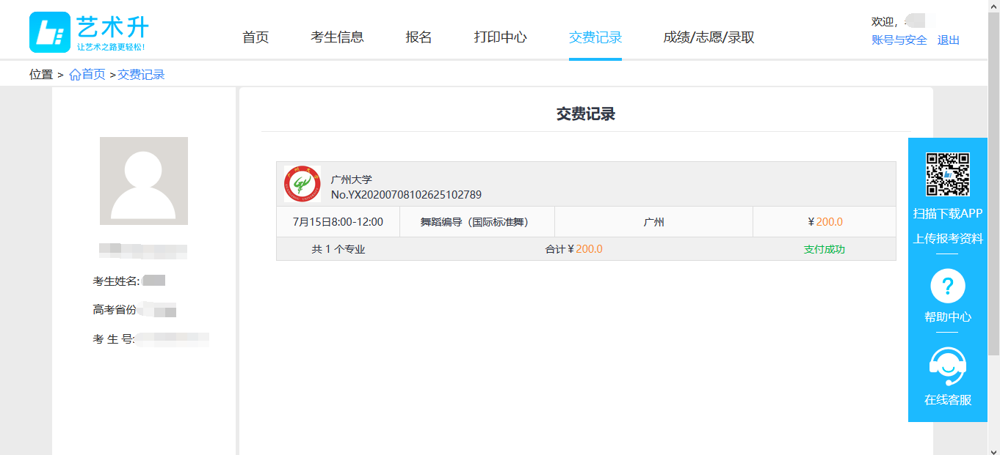 艺术升
让艺术之路更轻松!
首页
考生信息
报名
打印中心
交费记录
成绩/志愿/录取
欢迎,
账号与安全 退出
位置 > 首页 >交费记录
交费记录
广州大学
No.YX20200708102625102789
7月15日8:00-12:00 舞蹈编导（国际标准舞） 广州 ¥200.0
共 1 个专业 合计¥200.0 支付成功
考生姓名:
高考省份
考 生 号:
扫描下载APP
上传报考资料
?
帮助中心
在线客服